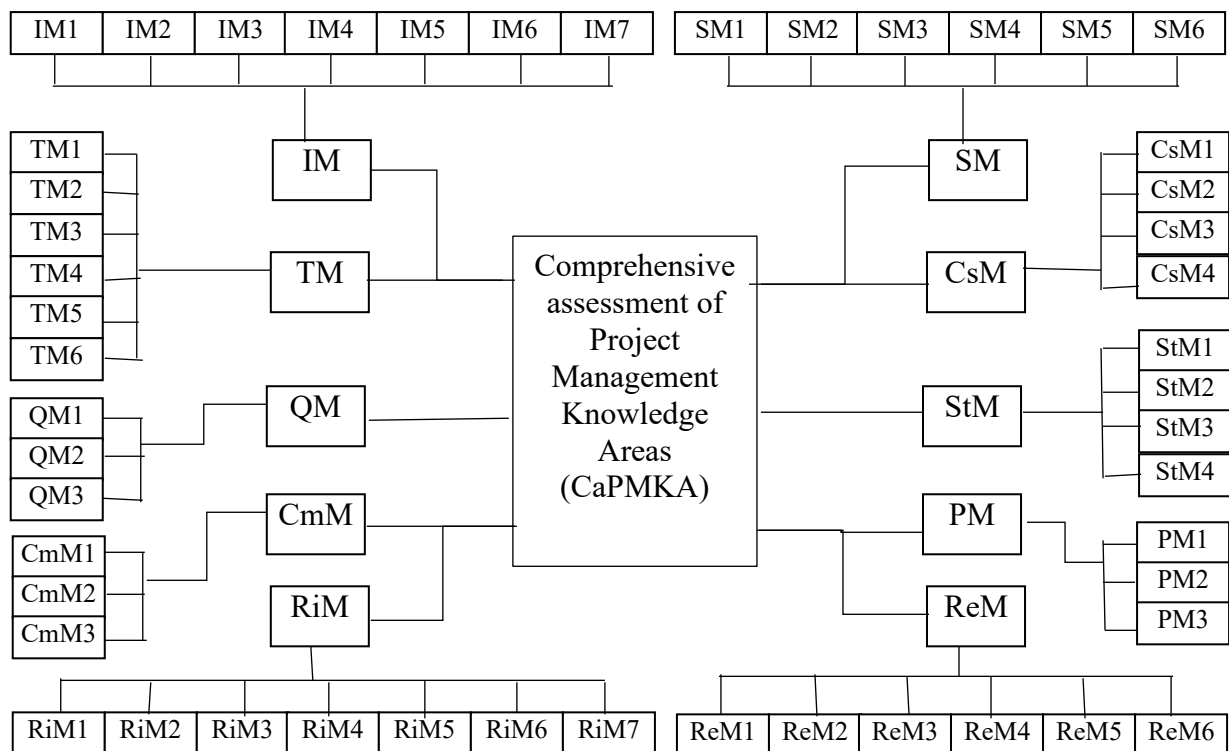 IM1 IM2 IM3 IM4 IM5 IM6 IM7
SM1 SM2 SM3 SM4 SM5 SM6
IM
SM
TM1
TM2
TM3
TM4
TM5
TM6
TM
CsM1
CsM2
CsM3
CsM4
CsM
Comprehensive
assessment of
Project
Management
Knowledge
Areas
(CaPMKA)
QM
QM1
QM2
QM3
StM
StM1
StM2
StM3
StM4
CmM
CmM1
CmM2
CmM3
PM
PM1
PM2
PM3
RiM
ReM
RiM1 RiM2 RiM3 RiM4 RiM5 RiM6 RiM7
ReM1 ReM2 ReM3 ReM4 ReM5 ReM6